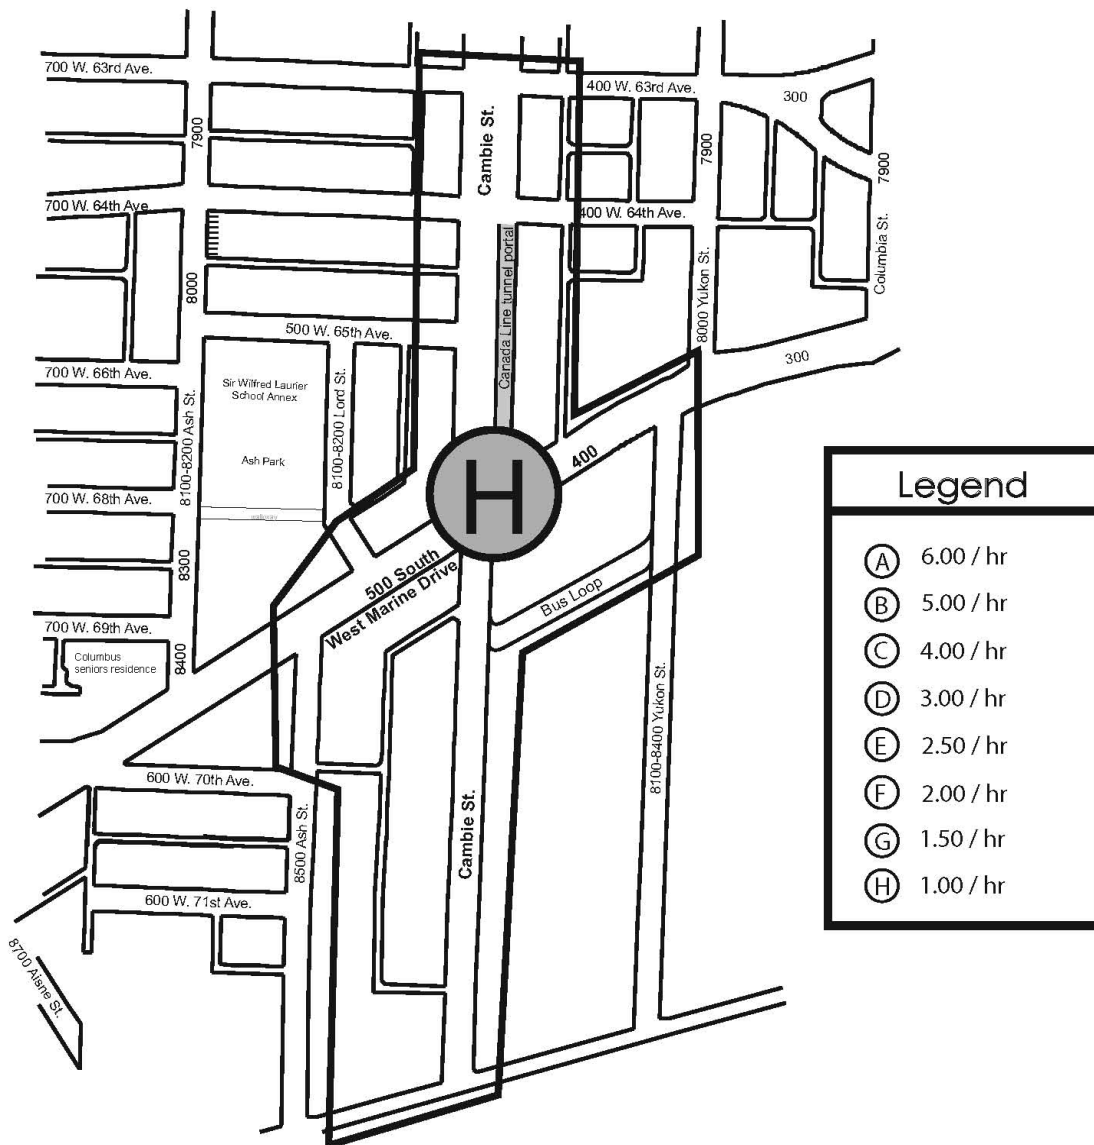 700 W. 63rd Ave.
400 W. 63rd Ave.
300
7900
Cambie St.
7900
7900
700 W. 64th Ave.
400 W. 64th Ave.
Columbia St.
8000
Canada Line tunnel portal
8000 Yukon St.
500 W. 65th Ave.
300
700 W. 66th Ave.
Sir Wilfred Laurier
School Annex
8100-8200 Ash St.
8100-8200 Lord St.
Ash Park
400
H
700 W. 68th Ave.
8300
500 South
West Marine Drive
Bus Loop
700 W. 69th Ave.
Columbus
seniors residence
8400
8100-8400 Yukon St.
600 W. 70th Ave.
8500 Ash St.
Cambie St.
600 W. 71st Ave.
8700 Aisne St.
Legend
A 6.00 / hr
B 5.00 / hr
C 4.00 / hr
D 3.00 / hr
E 2.50 / hr
F 2.00 / hr
G 1.50 / hr
H 1.00 / hr